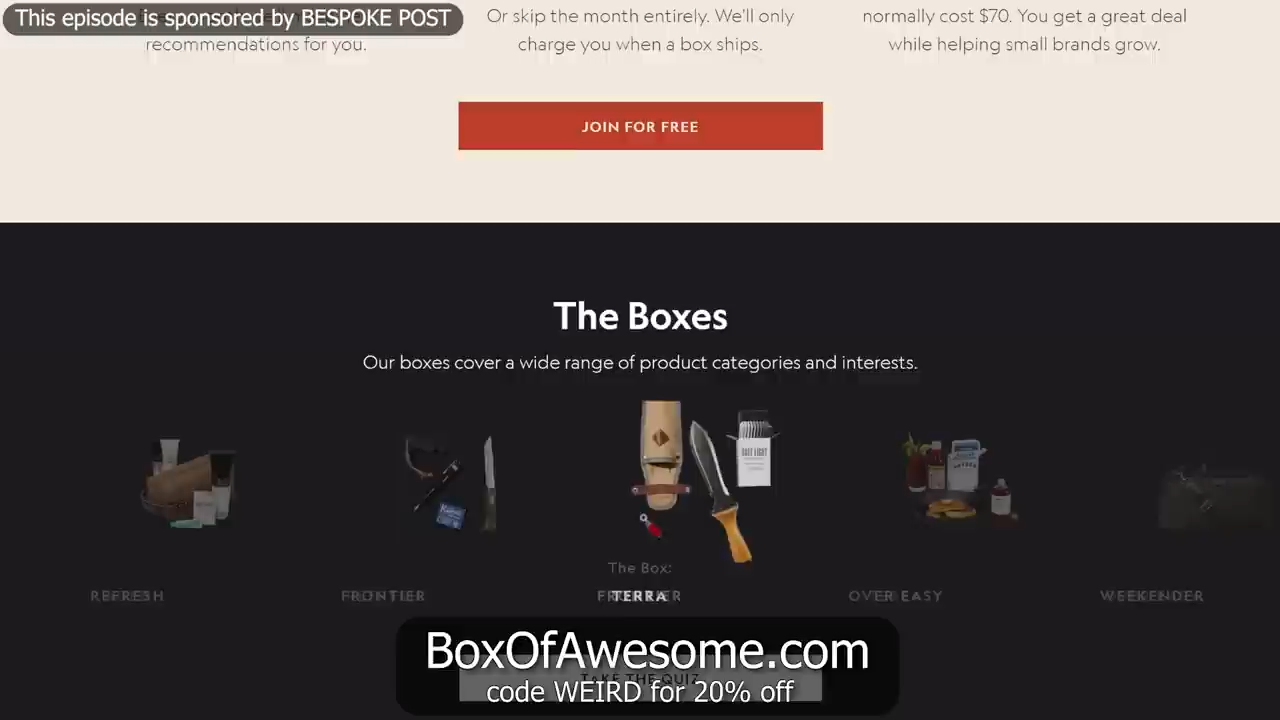 This episode is sponsored by BESPOKE POST
recommendations for you.
Or skip the month entirely. We'll only
charge you when a box ships.
normally cost $70. You get a great deal
while helping small brands grow.
JOIN FOR FREE
The Boxes
Our boxes cover a wide range of product categories and interests.
The Box:
REFRESH
FRONTIER
TERRA
OVER EASY
WEEKENDER
BoxOfAwesome.com
TAKE THE QUIZ
code WEIRD for 20% off